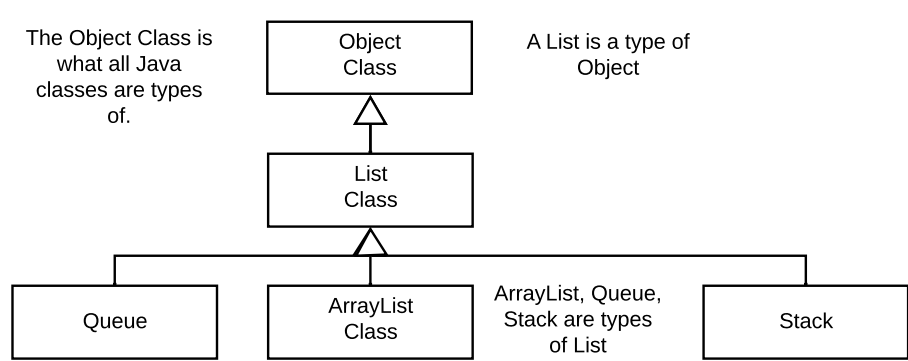 The Object Class is
what all Java
classes are types
of.
Object
Class
A List is a type of
Object
List
Class
Queue
ArrayList
Class
ArrayList, Queue,
Stack are types
of List
Stack